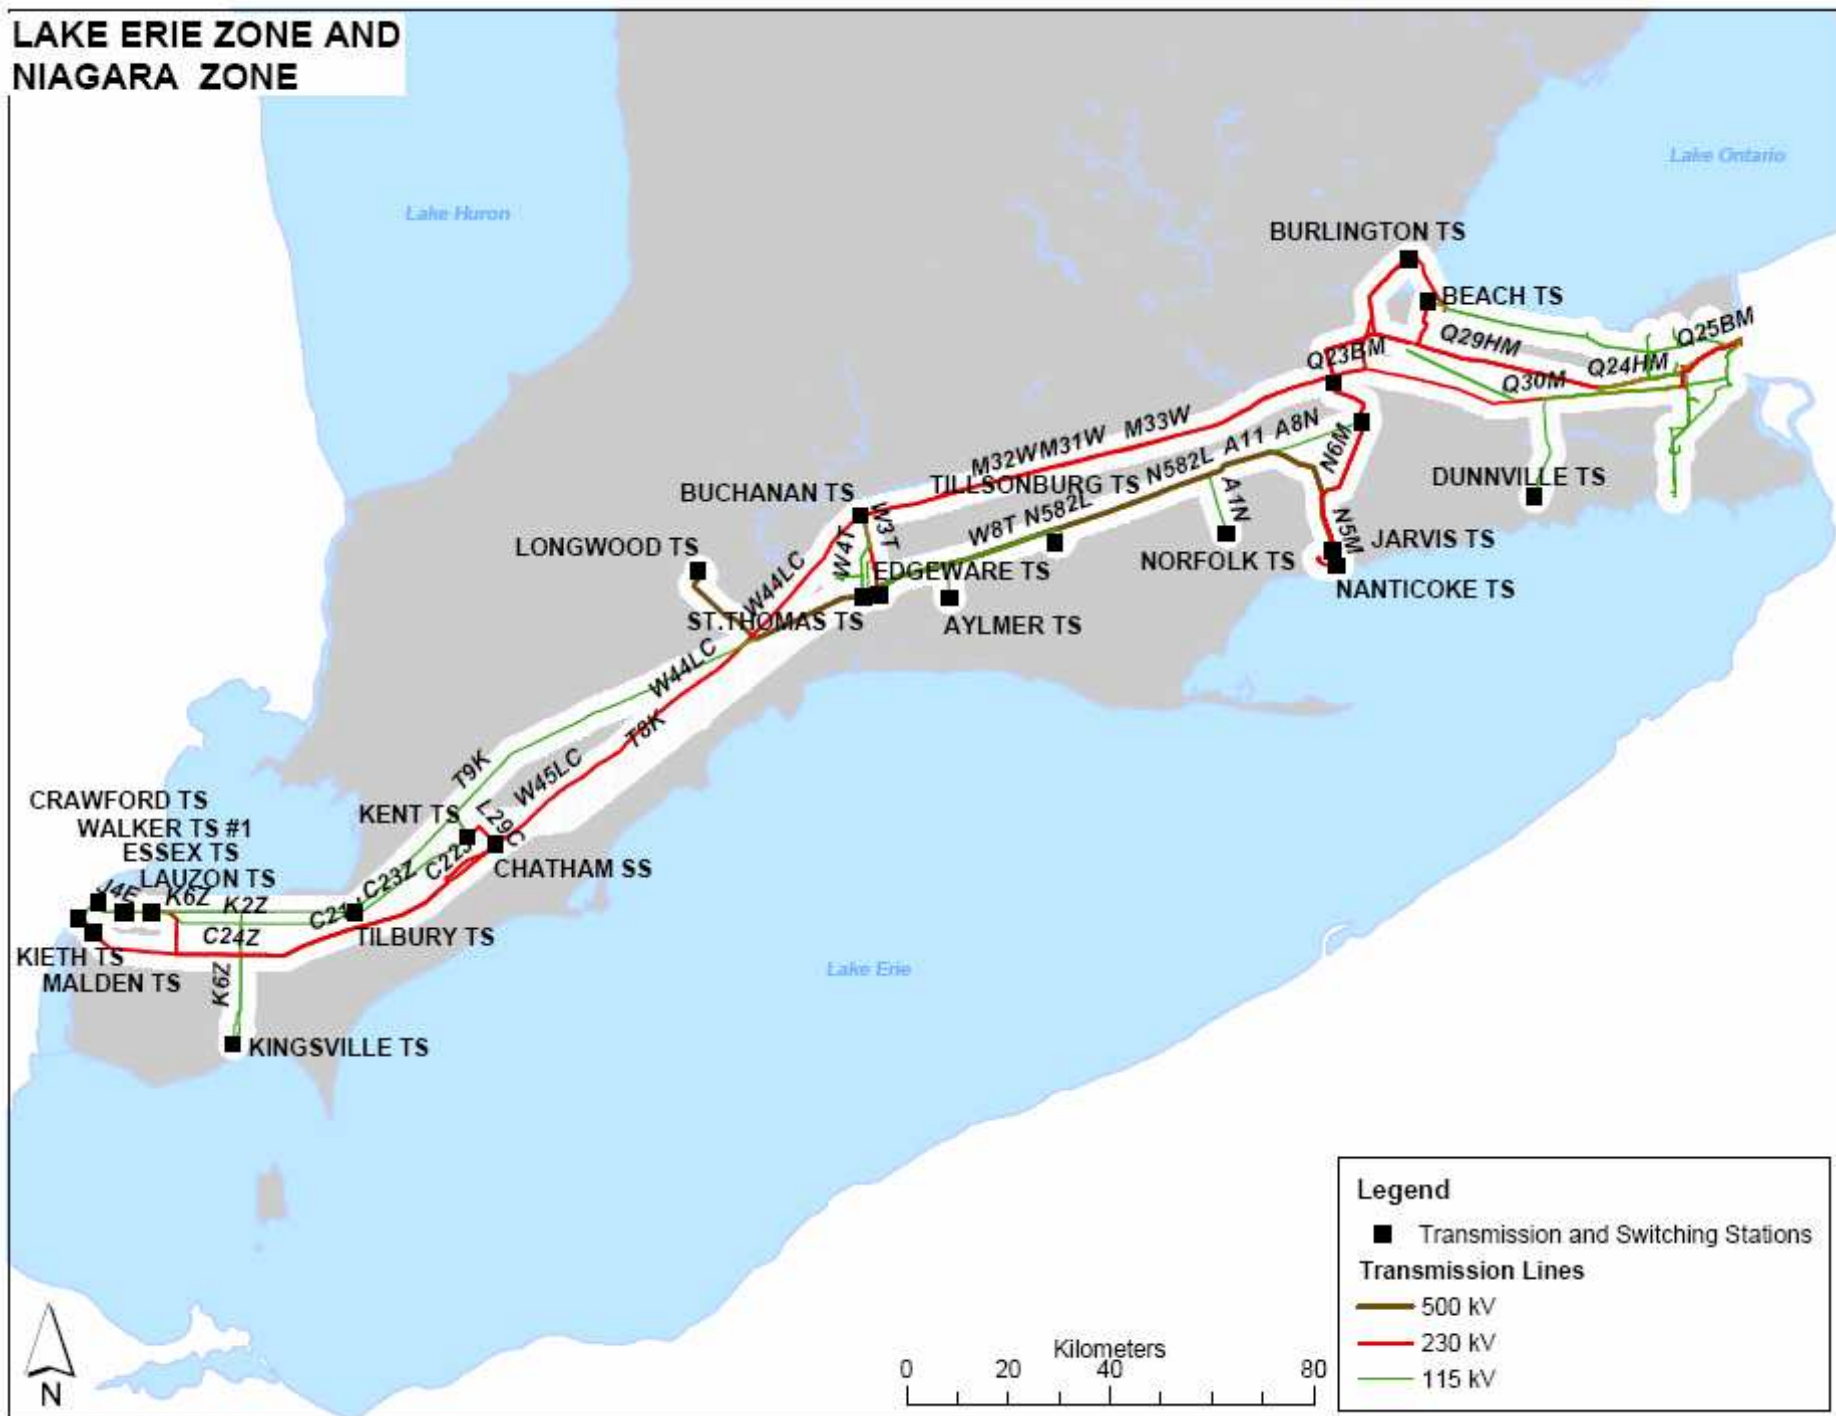 LAKE ERIE ZONE AND
NIAGARA ZONE
Lake Ontario
Lake Huron
BURLINGTON TS
BEACH TS
Q29HM
Q25BM
Q23BM
Q24HM
Q30M
M32W M31W M33W
A11 A8N
N582L
N6M
BUCHANAN TS
TILLSONBURG TS
DUNNVILLE TS
A1N
W3T
W8T N582L
N5M
JARVIS TS
LONGWOOD TS
W4T
NORFOLK TS
EDGEWARE TS
NANTICOKE TS
W44LC
ST.THOMAS TS
AYLMER TS
W44LC
T8K
T9K
W45LC
CRAWFORD TS
KENT TS
L29C
WALKER TS #1
ESSEX TS
C223
CHATHAM SS
LAUZON TS
C23Z
J4E
K6Z
K2Z
C24Z
TILBURY TS
KIETH TS
MALDEN TS
K6Z
Lake Erie
KINGSVILLE TS
Legend
Transmission and Switching Stations
Transmission Lines
500 kV
230 kV
115 kV
Kilometers
0 20 40 80
N